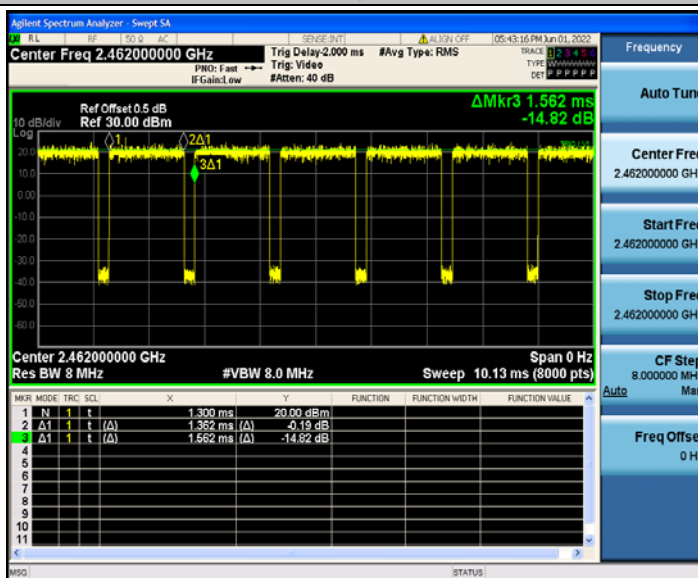 Agilent Spectrum Analyzer - Swept SA
RL RF 50 Ω AC SENSE:INT ALIGN OFF 05:43:16 PM Jun 01, 2022
Center Freq 2.462000000 GHz
Trig Delay-2.000 ms #Avg Type: RMS
TRACE 1 2 3 4 5 6
PNO: Fast Trig: Video
TYPE
IFGain:Low #Atten: 40 dB
DET P P P P P P
Ref Offset 0.5 dB
10 dB/div Ref 30.00 dBm
ΔMkr3 1.562 ms
-14.82 dB
Log
1 2Δ1
3Δ1
20.0
10.0
0.00
-10.0
-20.0
-30.0
-40.0
-50.0
-60.0
Center 2.462000000 GHz Span 0 Hz
Res BW 8 MHz #VBW 8.0 MHz Sweep 10.13 ms (8000 pts)
MKR MODE TRC SCL X Y FUNCTION FUNCTION WIDTH FUNCTION VALUE
1 N 1 t 1.300 ms 20.00 dBm
2 Δ1 1 t (Δ) 1.362 ms (Δ) -0.19 dB
3 Δ1 1 t (Δ) 1.562 ms (Δ) -14.82 dB
4
5
6
7
8
9
10
11
MSG STATUS
Frequency
Auto Tune
Center Freq
2.462000000 GH
Start Freq
2.462000000 GH
Stop Freq
2.462000000 GH
CF Step
8.000000 MH
Auto Ma
Freq Offse
0 H